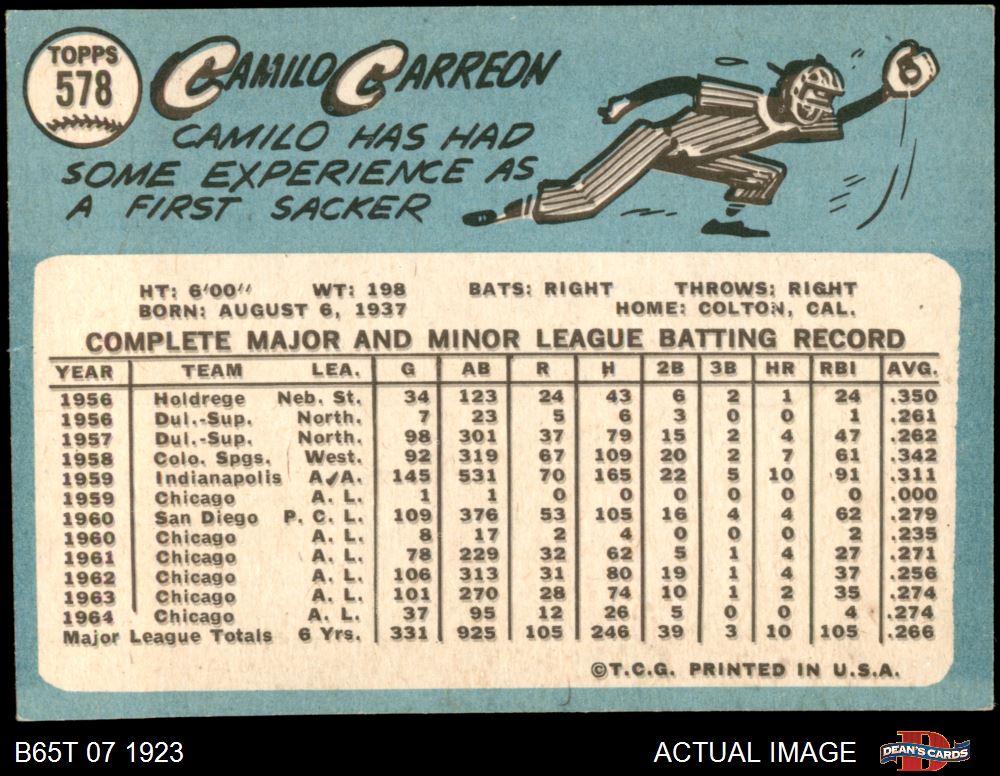 TOPPS
578
CAMILO CARREON
CAMILO HAS HAD
SOME EXPERIENCE AS
A FIRST SACKER
HT: 6'00" WT: 198 BATS: RIGHT THROWS: RIGHT
BORN: AUGUST 6, 1937 HOME: COLTON, CAL.
COMPLETE MAJOR AND MINOR LEAGUE BATTING RECORD
YEAR TEAM LEA. G AB R H 2B 3B HR RBI AVG.
1956 Holdrege Neb. St. 34 123 24 43 6 2 1 24 .350
1956 Dul.-Sup. North. 7 23 5 6 3 0 0 1 .261
1957 Dul.-Sup. North. 98 301 37 79 15 2 4 47 .262
1958 Colo. Spgs. West. 92 319 67 109 20 2 7 61 .342
1959 Indianapolis A.A. 145 531 70 165 22 5 10 91 .311
1959 Chicago A. L. 1 1 0 0 0 0 0 0 .000
1960 San Diego P. C. L. 109 376 53 105 16 4 4 62 .279
1960 Chicago A. L. 8 17 2 4 0 0 0 2 .235
1961 Chicago A. L. 78 229 32 62 5 1 4 27 .271
1962 Chicago A. L. 106 313 31 80 19 1 4 37 .256
1963 Chicago A. L. 101 270 28 74 10 1 2 35 .274
1964 Chicago A. L. 37 95 12 26 5 0 0 4 .274
Major League Totals 6 Yrs. 331 925 105 246 39 3 10 105 .266
©T.C.G. PRINTED IN U.S.A.
B65T 07 1923 ACTUAL IMAGE DEAN'S CARDS